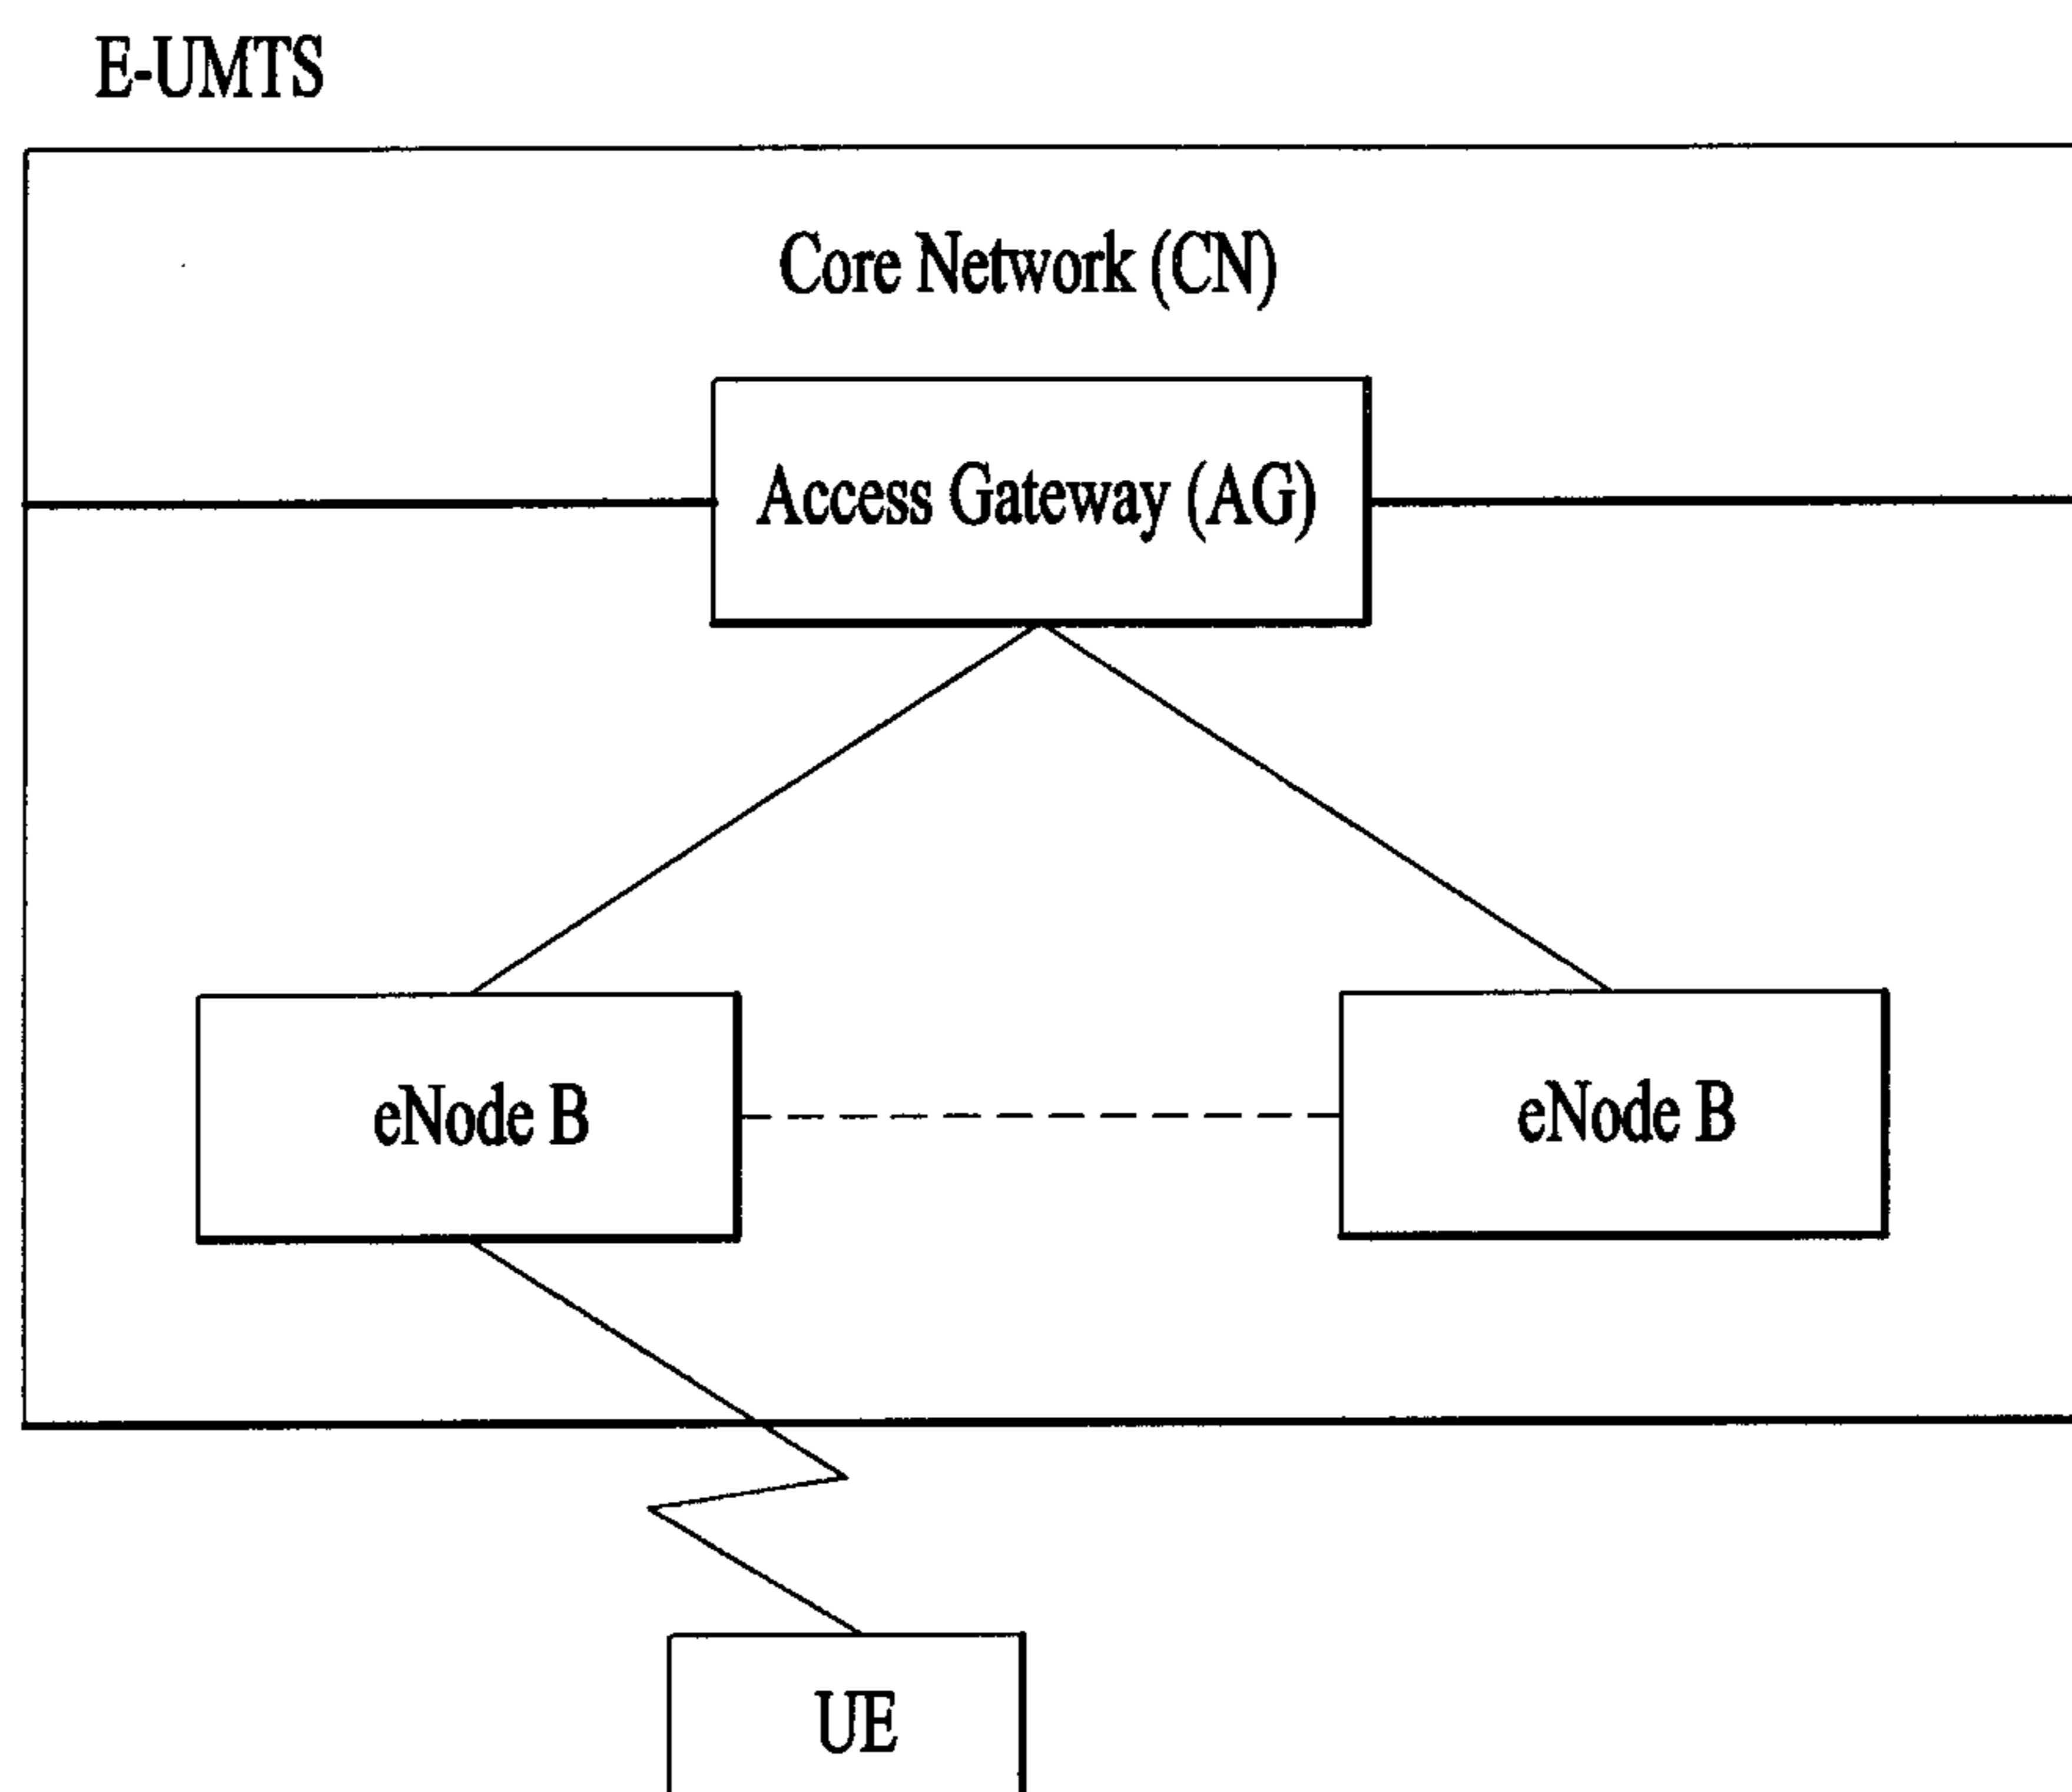 E-UMTS
Core Network (CN)
Access Gateway (AG)
eNode B
eNode B
UE